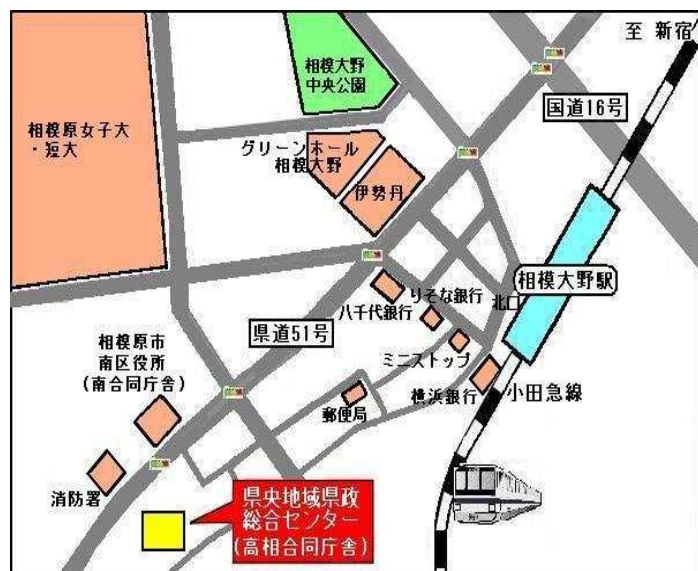 至 新宿
相模大野
中央公園
国道16号
相模原女子大
・短大
グリーンホール
相模大野
伊勢丹
相模大野駅
北口
りそな銀行
八千代銀行
県道51号
ミニストップ
相模原市
南区役所
(南合同庁舎)
横浜銀行
小田急線
郵便局
消防署
県央地域県政
総合センター
(高相合同庁舎)